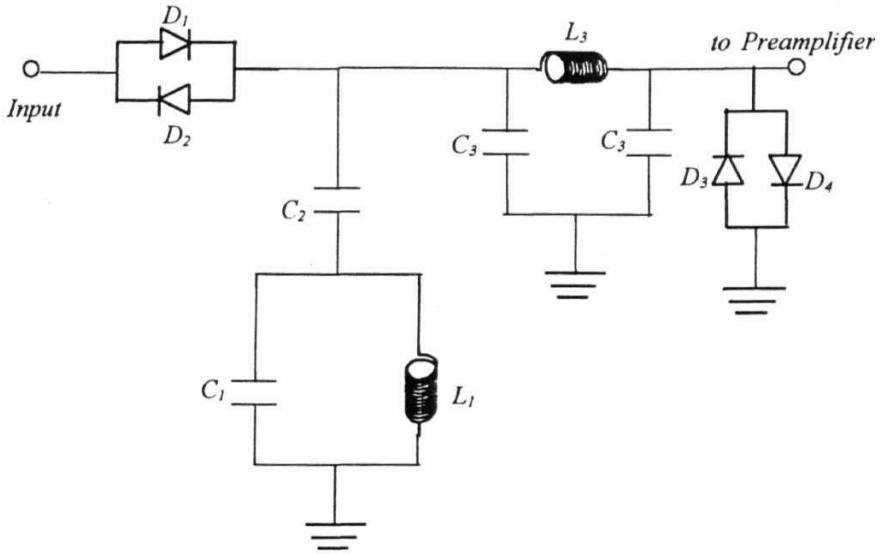 D1
L3
to Preamplifier
Input
D2
C3
C3
D3
D4
C2
C1
L1